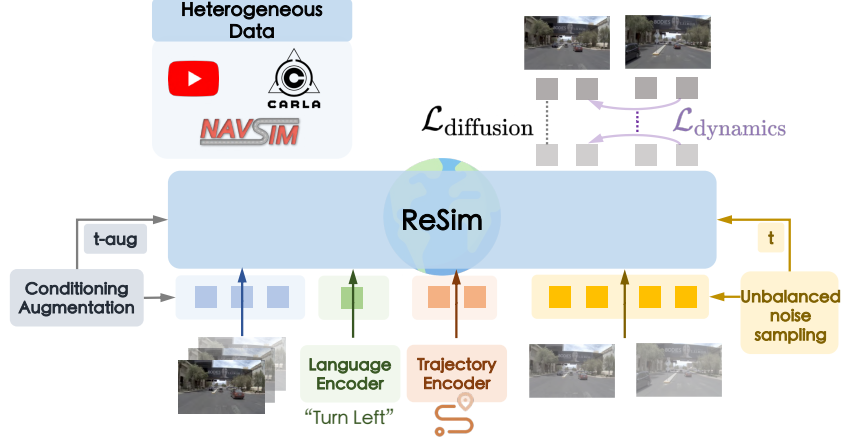 Heterogeneous
Data
CARLA
NAVSIM
ℒdiffusion
ℒdynamics
ReSim
t-aug
t
Conditioning
Augmentation
Unbalanced
noise
sampling
Language
Encoder
Trajectory
Encoder
“Turn Left”